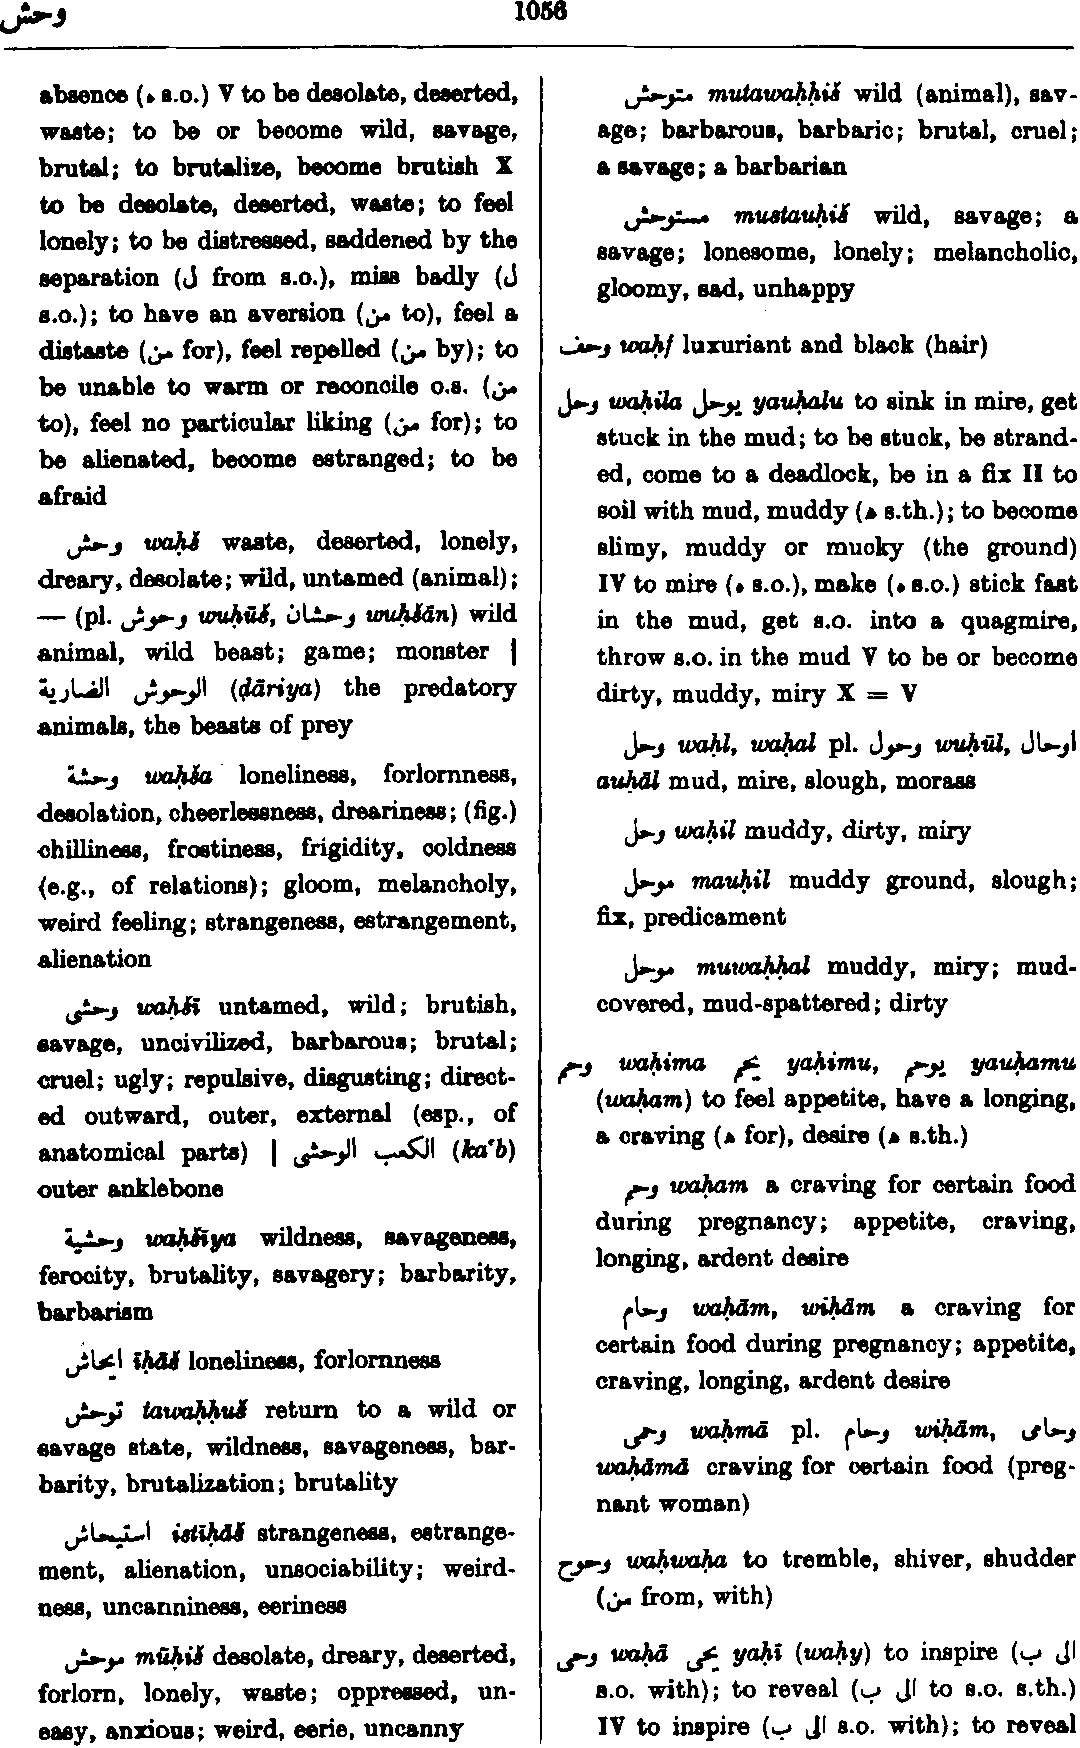 وحش
1056
absence (ه s.o.) V to be desolate, deserted,
waste; to be or become wild, savage,
brutal; to brutalize, become brutish X
to be desolate, deserted, waste; to feel
lonely; to be distressed, saddened by the
separation (ل from s.o.), miss badly (ل
s.o.); to have an aversion (من to), feel a
distaste (من for), feel repelled (من by); to
be unable to warm or reconcile o.s. (من
to), feel no particular liking (من for); to
be alienated, become estranged; to be
afraid
وحش waḥš waste, deserted, lonely,
dreary, desolate; wild, untamed (animal);
— (pl. وحوش wuḥūš, وحشان wuḥšān) wild
animal, wild beast; game; monster |
الوحوش الضارية (ḍāriya) the predatory
animals, the beasts of prey
وحشة waḥša loneliness, forlornness,
desolation, cheerlessness, dreariness; (fig.)
chilliness, frostiness, frigidity, coldness
(e.g., of relations); gloom, melancholy,
weird feeling; strangeness, estrangement,
alienation
وحشى waḥšī untamed, wild; brutish,
savage, uncivilized, barbarous; brutal;
cruel; ugly; repulsive, disgusting; direct-
ed outward, outer, external (esp., of
anatomical parts) | الكعب الوحشى (kaʿb)
outer anklebone
وحشية waḥšīya wildness, savageness,
ferocity, brutality, savagery; barbarity,
barbarism
ايحاش īḥāš loneliness, forlornness
توحش tawaḥḥuš return to a wild or
savage state, wildness, savageness, bar-
barity, brutalization; brutality
استيحاش istīḥāš strangeness, estrange-
ment, alienation, unsociability; weird-
ness, uncanniness, eeriness
موحش mūḥiš desolate, dreary, deserted,
forlorn, lonely, waste; oppressed, un-
easy, anxious; weird, eerie, uncanny
متوحش mutawaḥḥiš wild (animal), sav-
age; barbarous, barbaric; brutal, cruel;
a savage; a barbarian
مستوحش mustauḥiš wild, savage; a
savage; lonesome, lonely; melancholic,
gloomy, sad, unhappy
وحف waḥf luxuriant and black (hair)
وحل waḥila يوحل yauḥalu to sink in mire, get
stuck in the mud; to be stuck, be strand-
ed, come to a deadlock, be in a fix II to
soil with mud, muddy (ه s.th.); to become
slimy, muddy or mucky (the ground)
IV to mire (ه s.o.), make (ه s.o.) stick fast
in the mud, get s.o. into a quagmire,
throw s.o. in the mud V to be or become
dirty, muddy, miry X = V
وحل waḥl, waḥal pl. وحول wuḥūl, اوحال
auḥāl mud, mire, slough, morass
وحل waḥil muddy, dirty, miry
موحل mauḥil muddy ground, slough;
fix, predicament
موحل muwaḥḥal muddy, miry; mud-
covered, mud-spattered; dirty
وحم waḥima يحم yaḥimu, يوحم yauḥamu
(waḥam) to feel appetite, have a longing,
a craving (ه for), desire (ه s.th.)
وحم waḥam a craving for certain food
during pregnancy; appetite, craving,
longing, ardent desire
وحام waḥām, wiḥām a craving for
certain food during pregnancy; appetite,
craving, longing, ardent desire
وحمى waḥmā pl. وحام wiḥām, وحامى
waḥāmā craving for certain food (preg-
nant woman)
وحوح waḥwaḥa to tremble, shiver, shudder
(من from, with)
وحى waḥā يحى yaḥī (waḥy) to inspire (الى ب
s.o. with); to reveal (الى ب to s.o. s.th.)
IV to inspire (الى ب s.o. with); to reveal